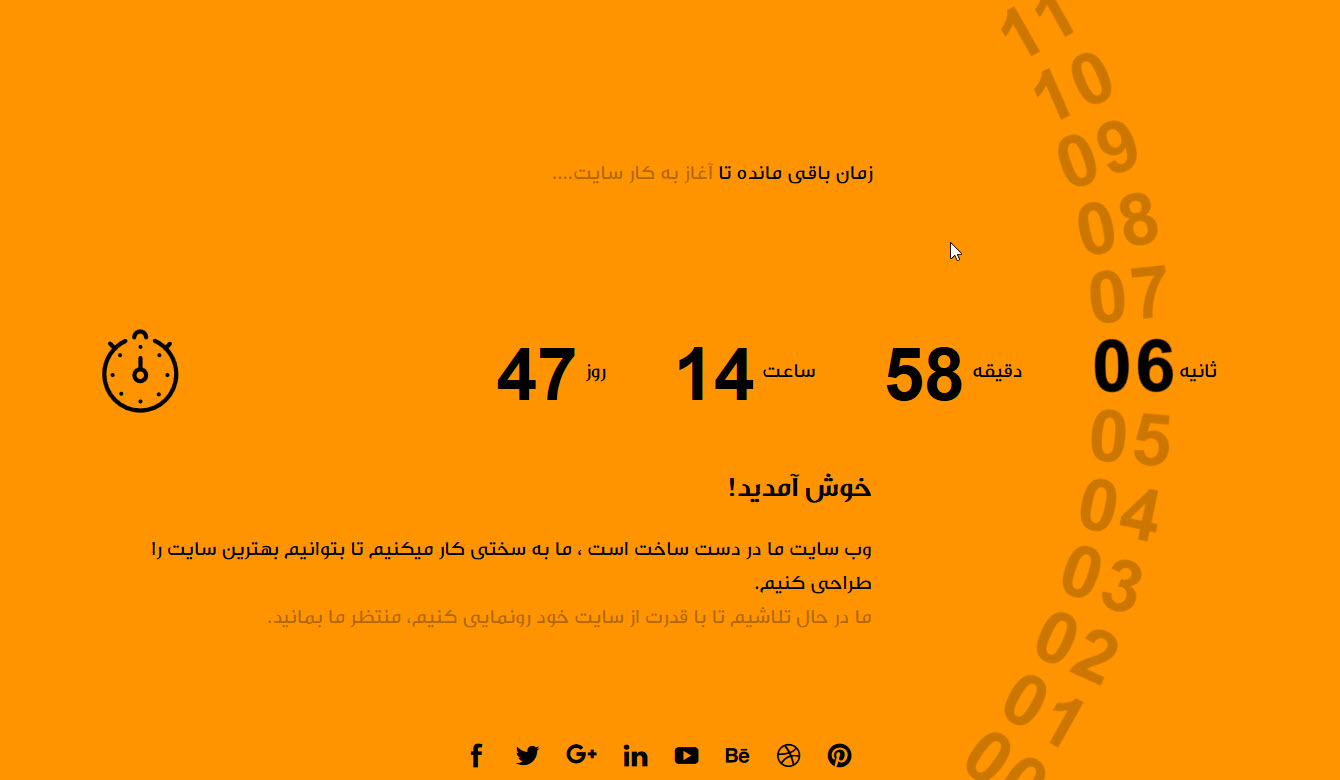 11
10
09
08
07
زمان باقی مانده تا آغاز به کار سایت....
06 ثانیه
58 دقیقه
14 ساعت
47 روز
05
04
03
02
01
00
خوش آمدید!
وب سایت ما در دست ساخت است ، ما به سختی کار میکنیم تا بتوانیم بهترین سایت را
طراحی کنیم.
ما در حال تلاشیم تا با قدرت از سایت خود رونمایی کنیم، منتظر ما بمانید.
f G+ in Bē